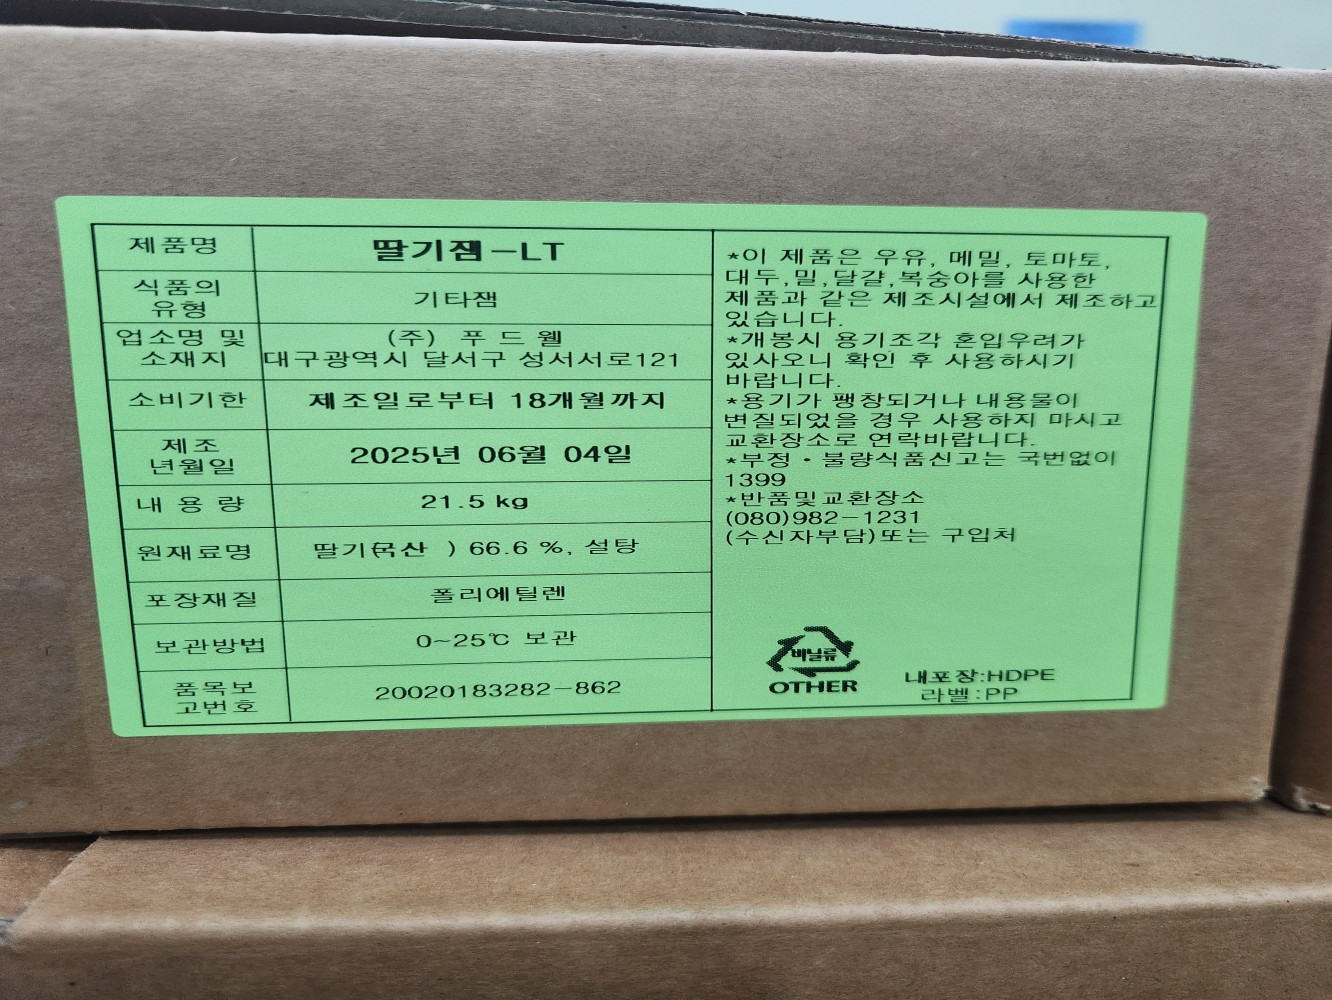 제품명 딸기잼-LT
식품의
유형
기타잼
업소명 및
소재지
(주) 푸드웰
대구광역시 달서구 성서서로121
소비기한 제조일로부터 18개월까지
제조
년월일
2025년 06월 04일
내 용 량 21.5 kg
원재료명 딸기(국산 ) 66.6 %, 설탕
포장재질 폴리에틸렌
보관방법 0~25℃ 보관
품목보
고번호
20020183282-862
*이 제품은 우유, 메밀, 토마토,
대두,밀,달걀,복숭아를 사용한
제품과 같은 제조시설에서 제조하고
있습니다.
*개봉시 용기조각 혼입우려가
있사오니 확인 후 사용하시기
바랍니다.
*용기가 팽창되거나 내용물이
변질되었을 경우 사용하지 마시고
교환장소로 연락바랍니다.
*부정·불량식품신고는 국번없이
1399
*반품및교환장소
(080)982-1231
(수신자부담)또는 구입처
비닐류
OTHER
내포장:HDPE
라벨:PP